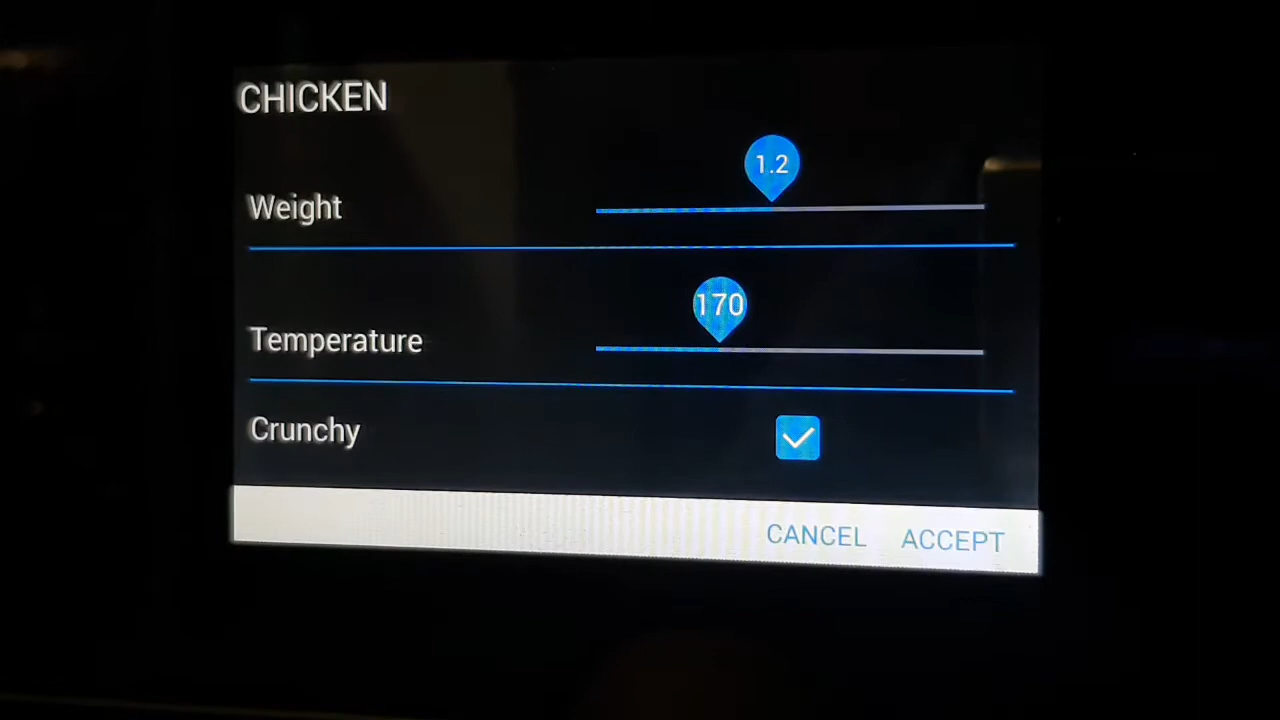 CHICKEN
1.2
Weight
170
Temperature
Crunchy
CANCEL ACCEPT